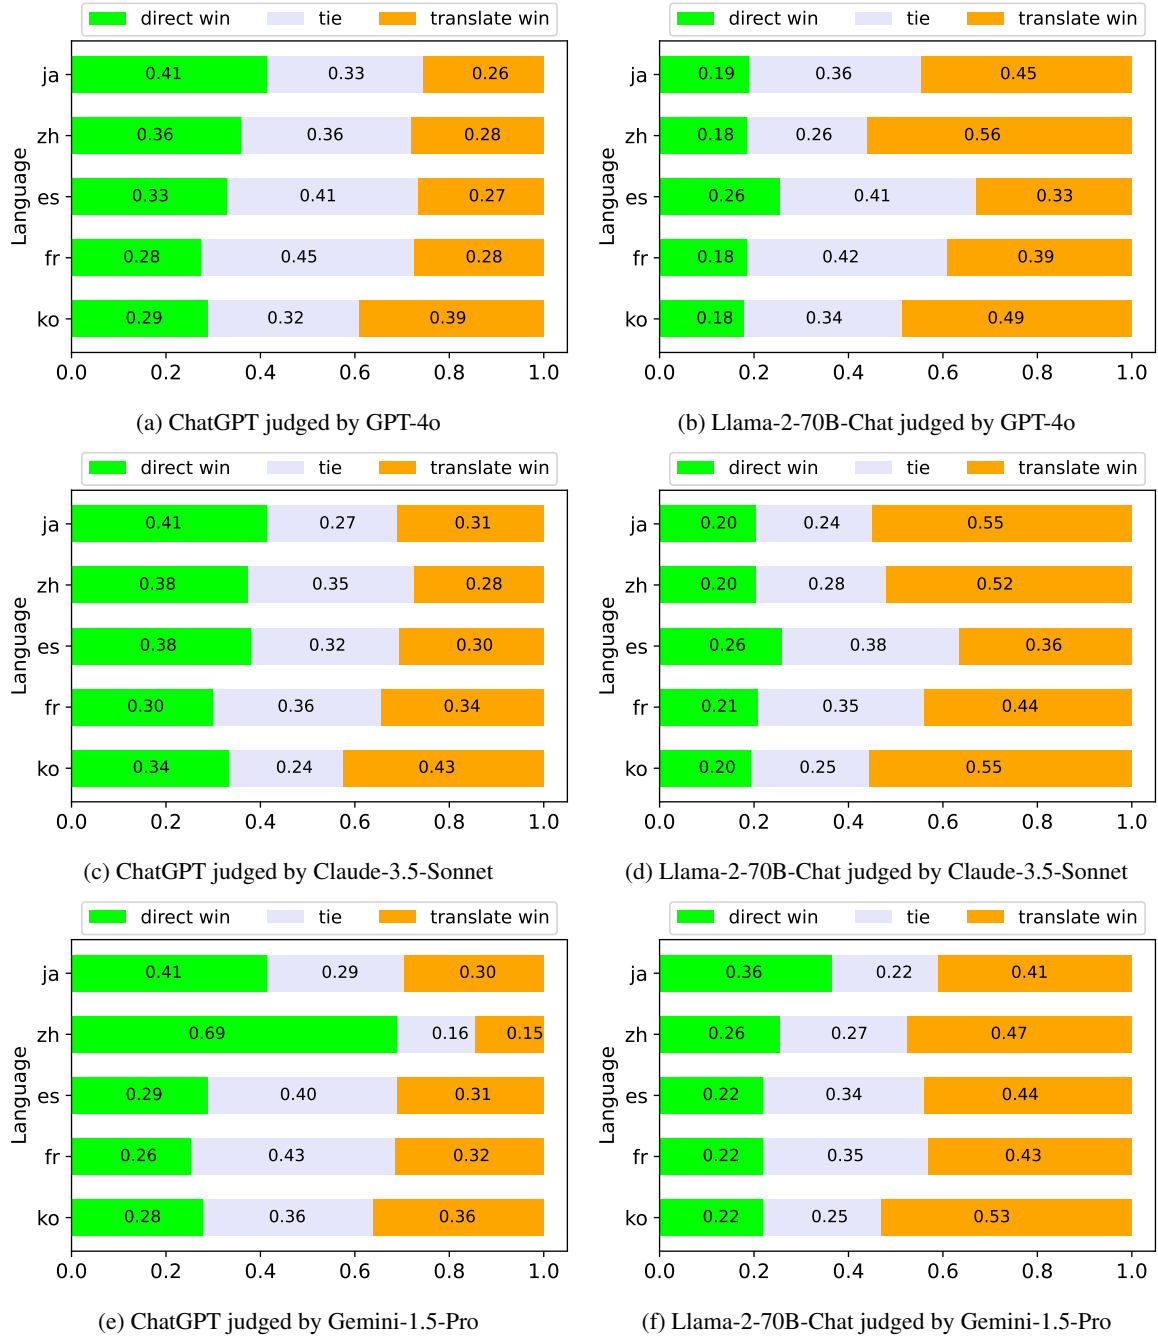 direct win tie translate win
ja 0.41 0.33 0.26
zh 0.36 0.36 0.28
es 0.33 0.41 0.27
fr 0.28 0.45 0.28
ko 0.29 0.32 0.39
Language
0.0 0.2 0.4 0.6 0.8 1.0
(a) ChatGPT judged by GPT-4o
direct win tie translate win
ja 0.19 0.36 0.45
zh 0.18 0.26 0.56
es 0.26 0.41 0.33
fr 0.18 0.42 0.39
ko 0.18 0.34 0.49
Language
0.0 0.2 0.4 0.6 0.8 1.0
(b) Llama-2-70B-Chat judged by GPT-4o
direct win tie translate win
ja 0.41 0.27 0.31
zh 0.38 0.35 0.28
es 0.38 0.32 0.30
fr 0.30 0.36 0.34
ko 0.34 0.24 0.43
Language
0.0 0.2 0.4 0.6 0.8 1.0
(c) ChatGPT judged by Claude-3.5-Sonnet
direct win tie translate win
ja 0.20 0.24 0.55
zh 0.20 0.28 0.52
es 0.26 0.38 0.36
fr 0.21 0.35 0.44
ko 0.20 0.25 0.55
Language
0.0 0.2 0.4 0.6 0.8 1.0
(d) Llama-2-70B-Chat judged by Claude-3.5-Sonnet
direct win tie translate win
ja 0.41 0.29 0.30
zh 0.69 0.16 0.15
es 0.29 0.40 0.31
fr 0.26 0.43 0.32
ko 0.28 0.36 0.36
Language
0.0 0.2 0.4 0.6 0.8 1.0
(e) ChatGPT judged by Gemini-1.5-Pro
direct win tie translate win
ja 0.36 0.22 0.41
zh 0.26 0.27 0.47
es 0.22 0.34 0.44
fr 0.22 0.35 0.43
ko 0.22 0.25 0.53
Language
0.0 0.2 0.4 0.6 0.8 1.0
(f) Llama-2-70B-Chat judged by Gemini-1.5-Pro